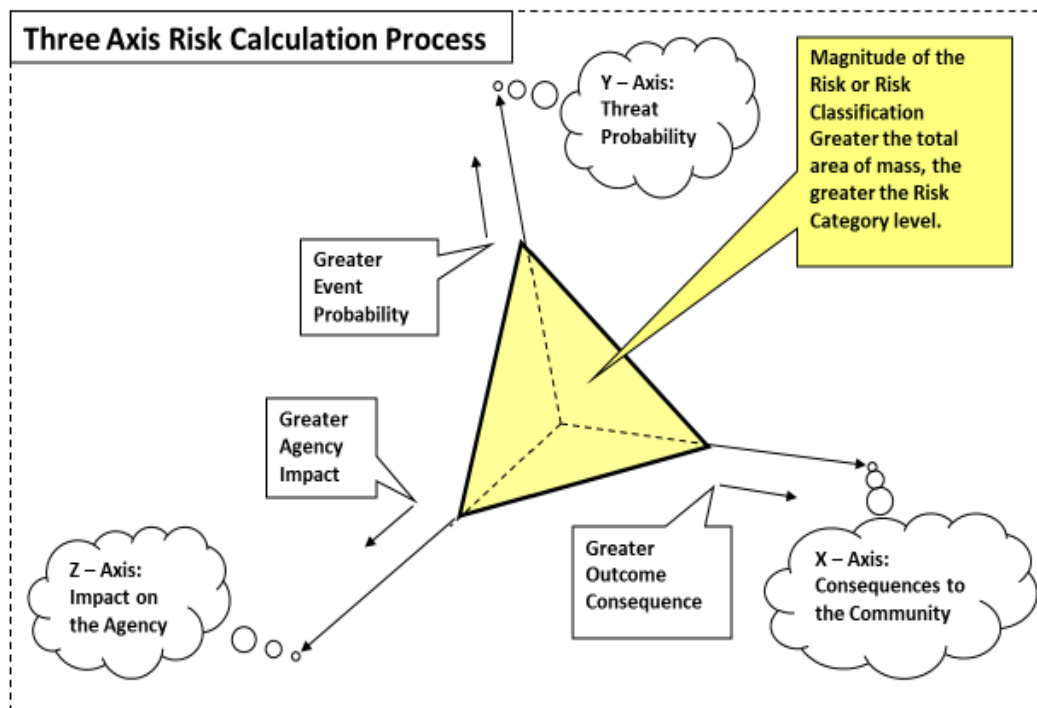 Three Axis Risk Calculation Process
Y – Axis:
Threat
Probability
Magnitude of the
Risk or Risk
Classification
Greater the total
area of mass, the
greater the Risk
Category level.
Greater
Event
Probability
Greater
Agency
Impact
Z – Axis:
Impact on
the Agency
Greater
Outcome
Consequence
X – Axis:
Consequences to
the Community